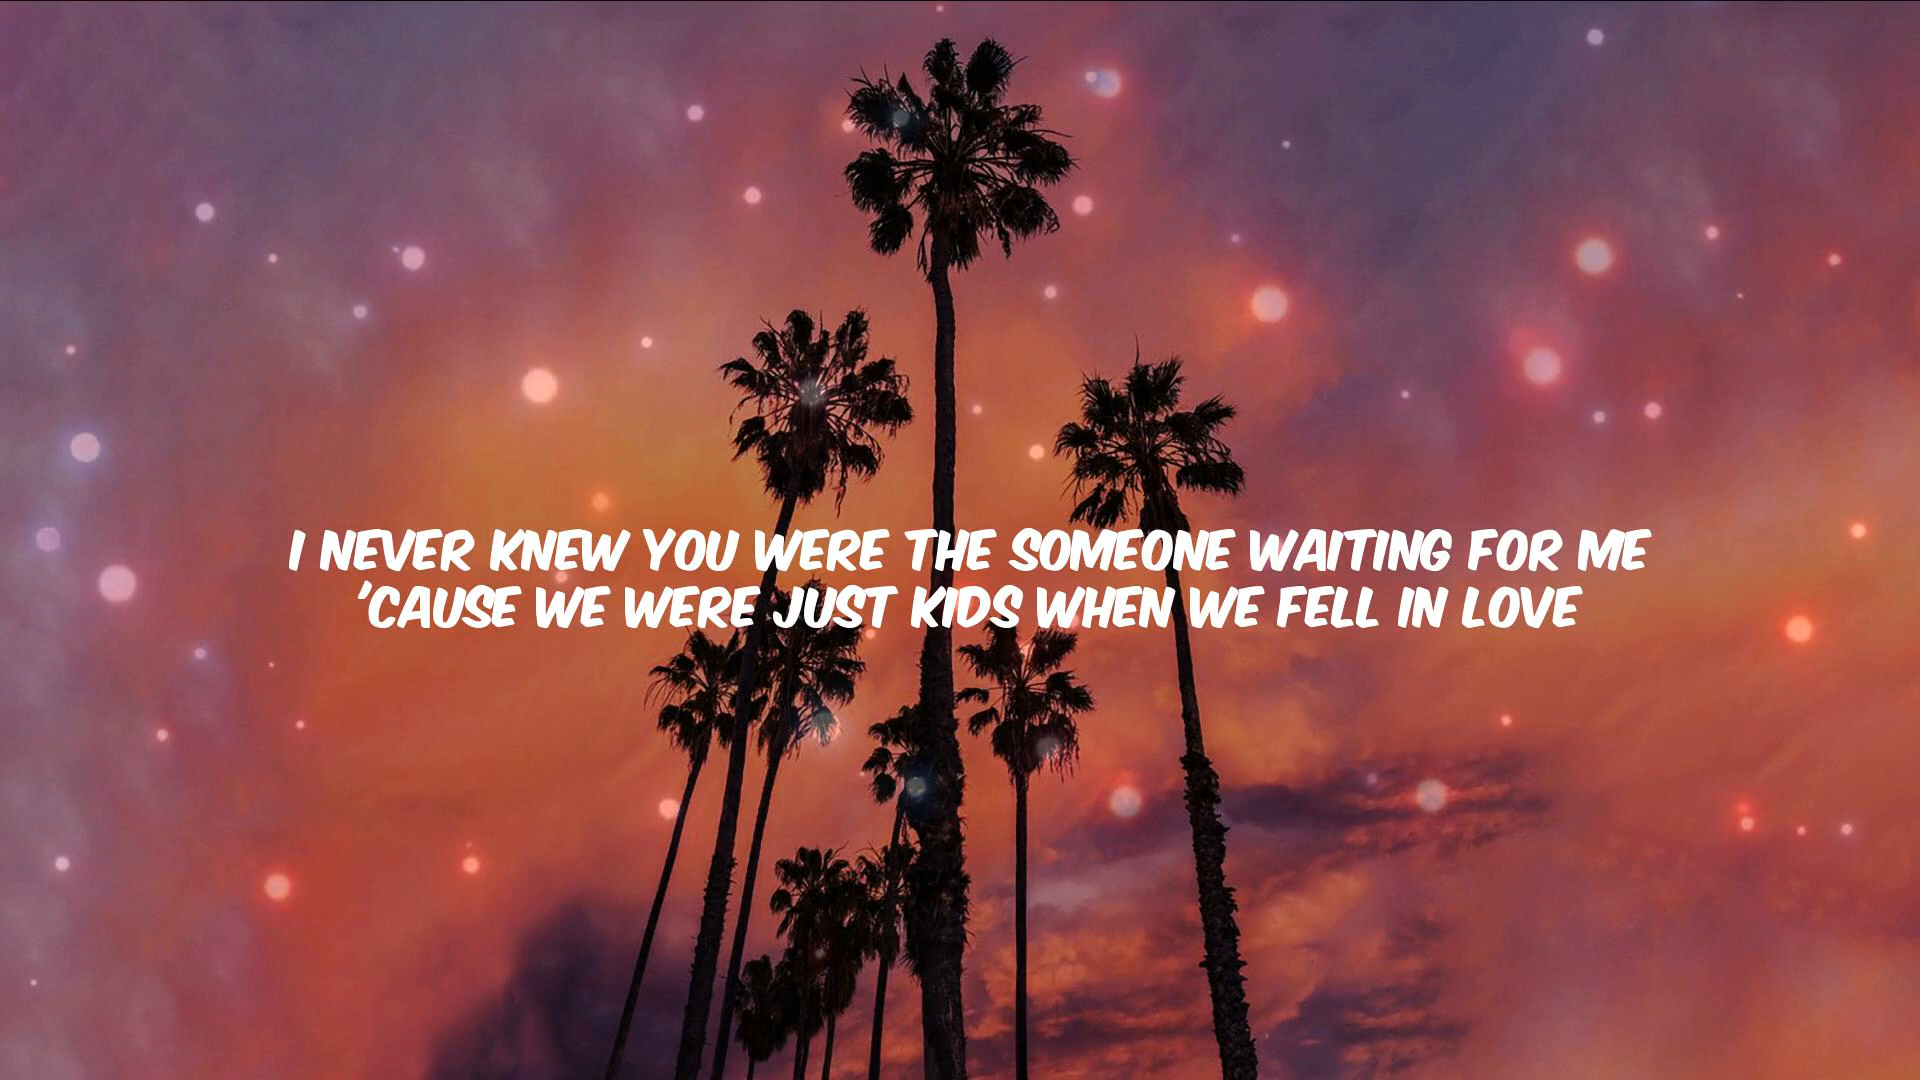 I NEVER KNEW YOU WERE THE SOMEONE WAITING FOR ME
'CAUSE WE WERE JUST KIDS WHEN WE FELL IN LOVE